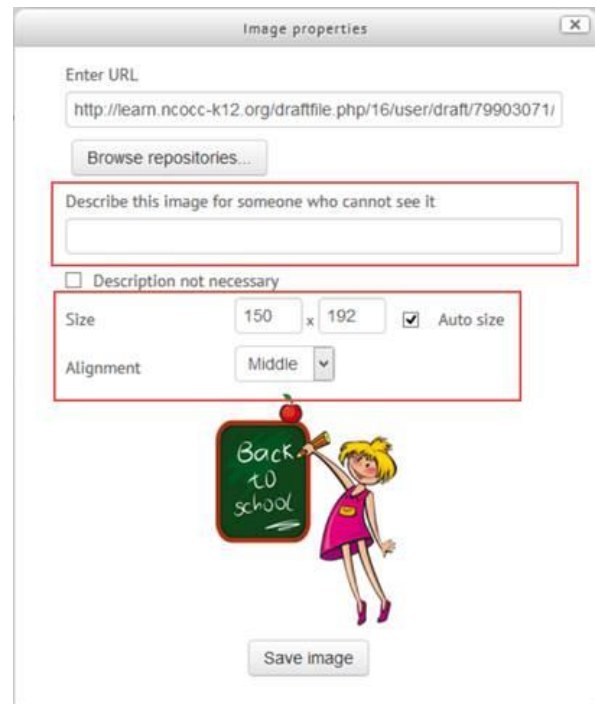 Image properties
Enter URL
http://learn.ncocc-k12.org/draftfile.php/16/user/draft/79903071/
Browse repositories...
Describe this image for someone who cannot see it
Description not necessary
Size 150 x 192 Auto size
Alignment Middle
Back
to
school
Save image